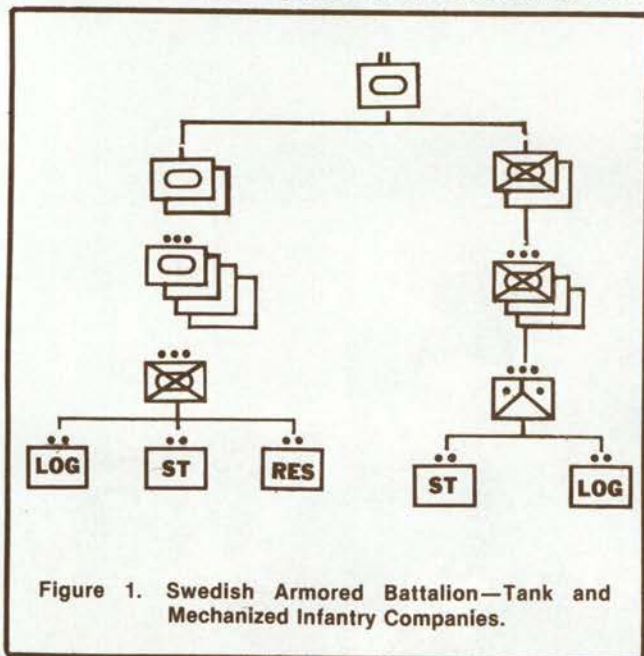 LOG
ST
RES
ST
LOG
Figure 1. Swedish Armored Battalion—Tank and
Mechanized Infantry Companies.